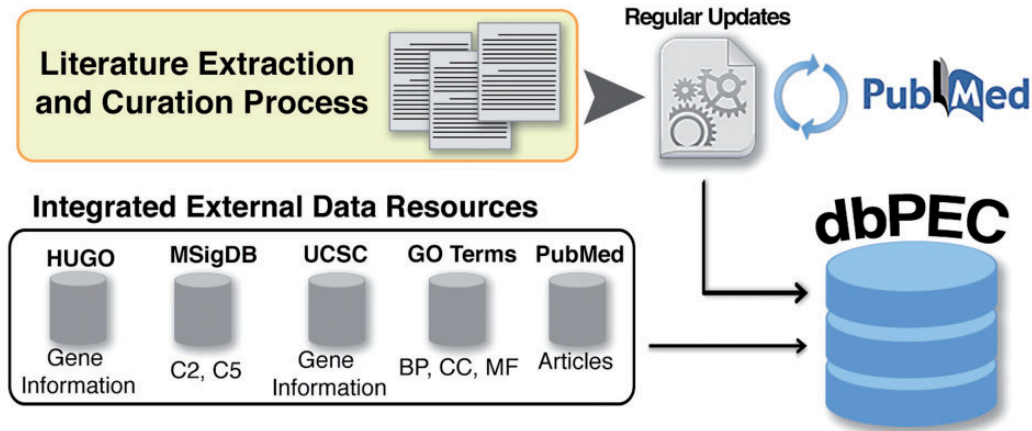 Regular Updates
Literature Extraction
and Curation Process
PubMed
Integrated External Data Resources
dbPEC
HUGO
MSigDB
UCSC
GO Terms
PubMed
Gene
Information
C2, C5
Gene
Information
BP, CC, MF
Articles